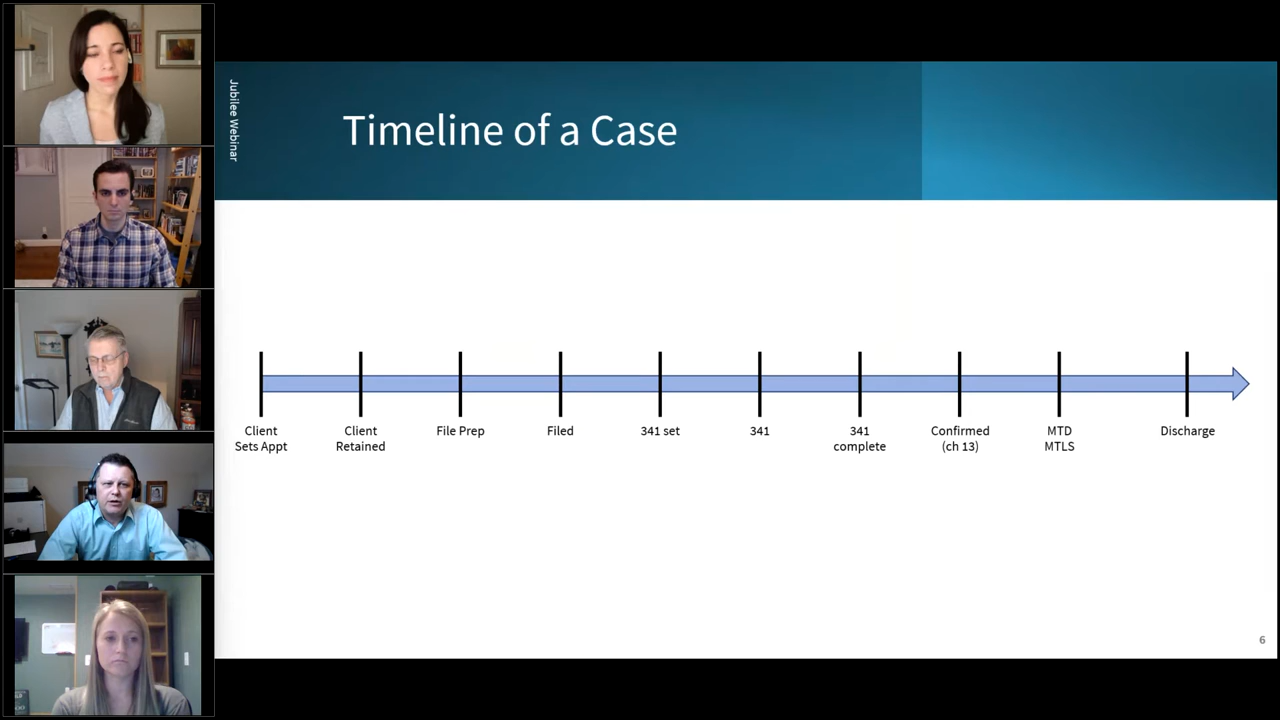 Jubilee Webinar
Timeline of a Case
Client
Sets Appt
Client
Retained
File Prep
Filed
341 set
341
341
complete
Confirmed
(ch 13)
MTD
MTLS
Discharge
6